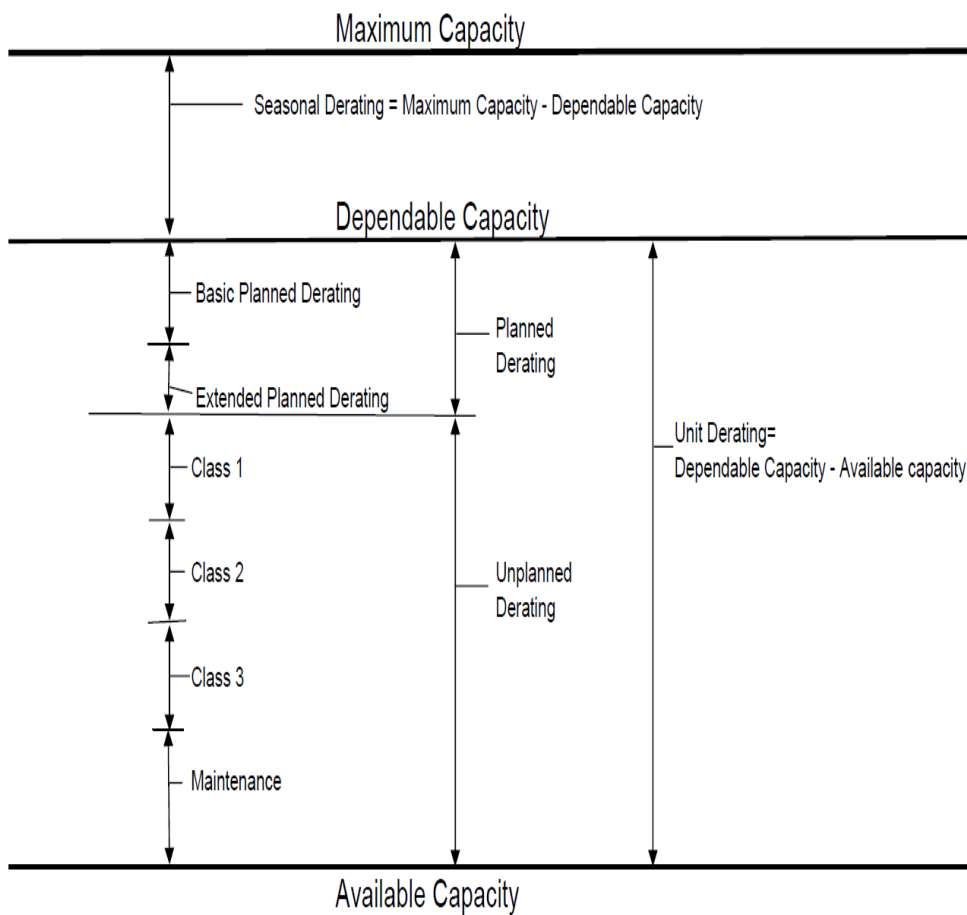 Maximum Capacity
Seasonal Derating = Maximum Capacity - Dependable Capacity
Dependable Capacity
Basic Planned Derating
Planned
Derating
Extended Planned Derating
Unit Derating=
Dependable Capacity - Available capacity
Class 1
Class 2
Unplanned
Derating
Class 3
Maintenance
Available Capacity